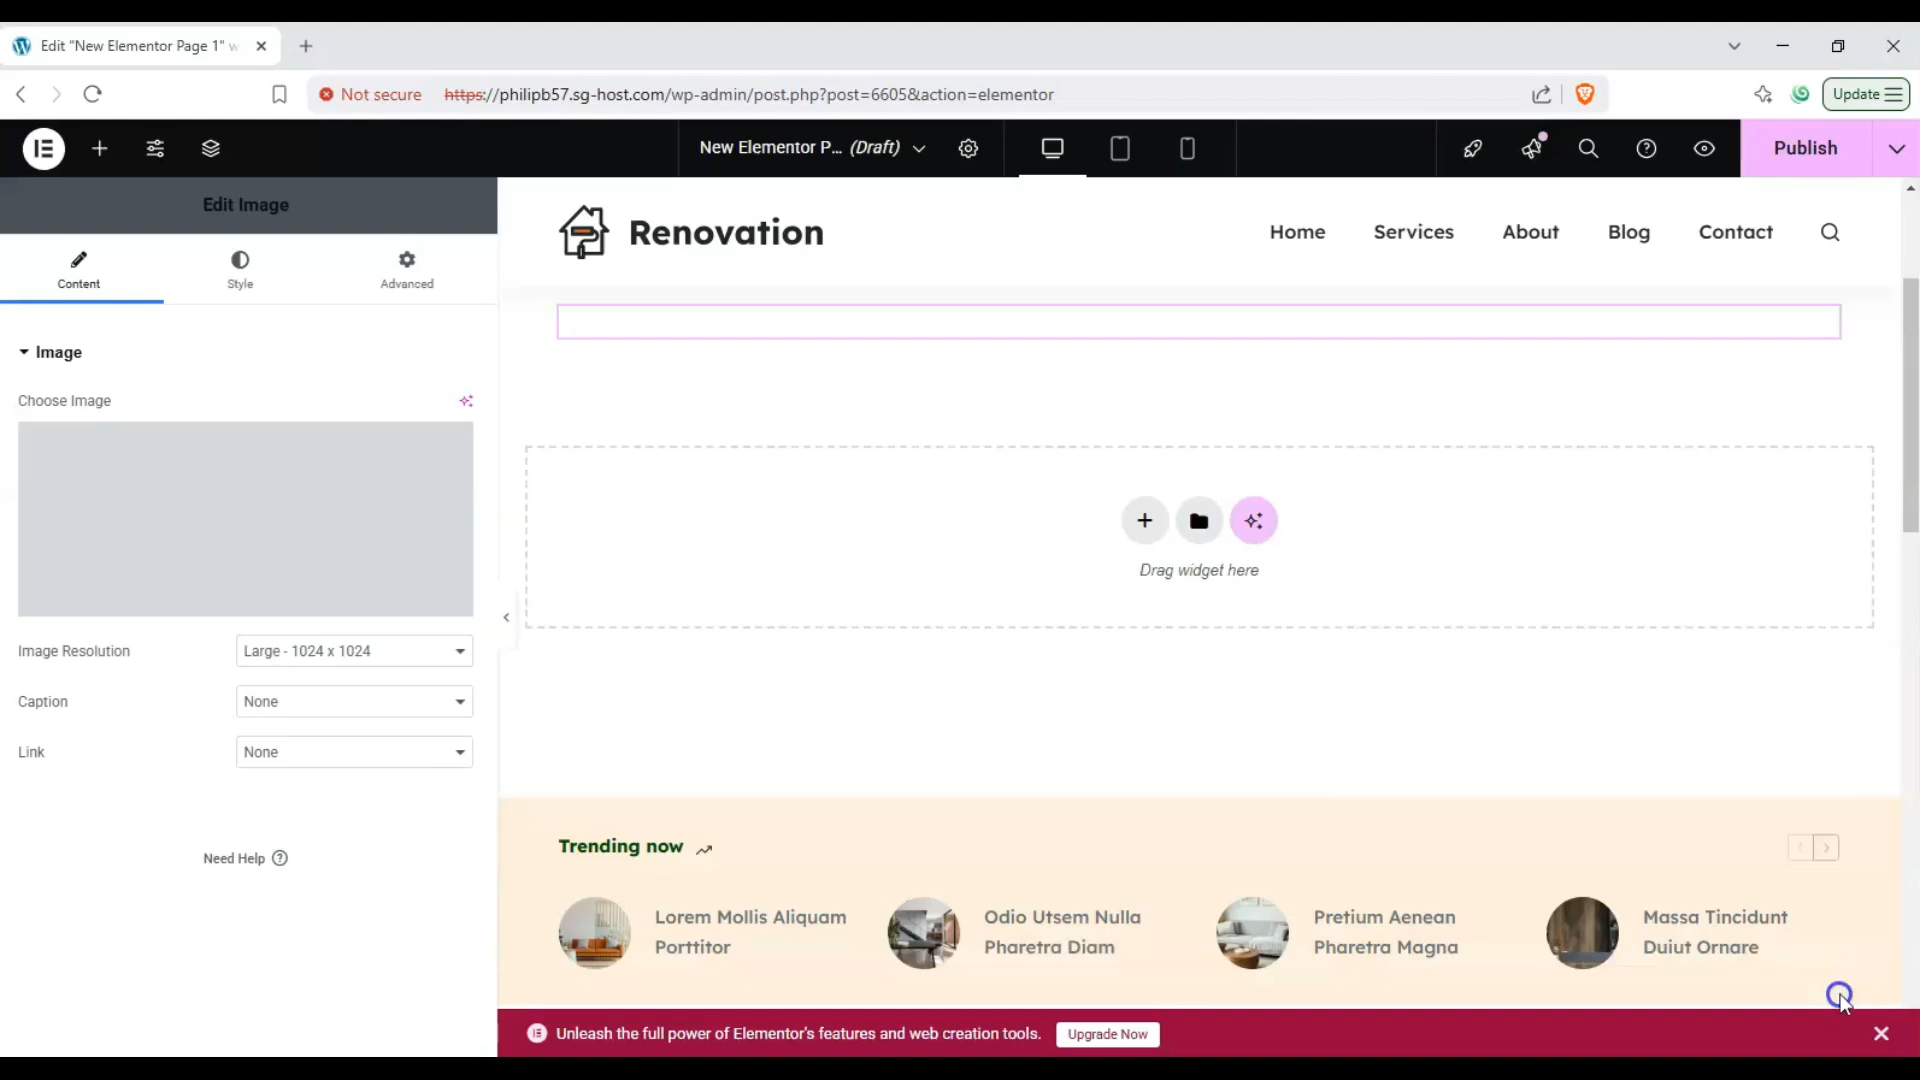 Edit "New Elementor Page 1" w
Not secure https://philipb57.sg-host.com/wp-admin/post.php?post=6605&action=elementor
Update
New Elementor P... (Draft)
Publish
Edit Image
Content
Style
Advanced
Renovation
Home
Services
About
Blog
Contact
Image
Choose Image
Image Resolution
Large - 1024 x 1024
Caption
None
Link
None
Need Help
Drag widget here
Trending now
Lorem Mollis Aliquam
Porttitor
Odio Utsem Nulla
Pharetra Diam
Pretium Aenean
Pharetra Magna
Massa Tincidunt
Duiut Ornare
Unleash the full power of Elementor's features and web creation tools.
Upgrade Now